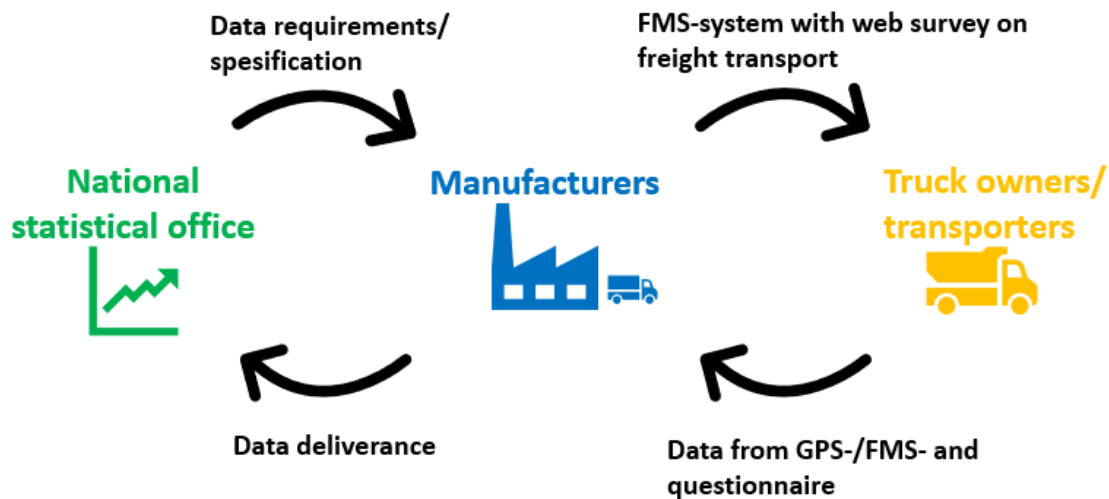 Data requirements/
spesification
FMS-system with web survey on
freight transport
National
statistical office
Manufacturers
Truck owners/
transporters
Data deliverance
Data from GPS-/FMS- and
questionnaire